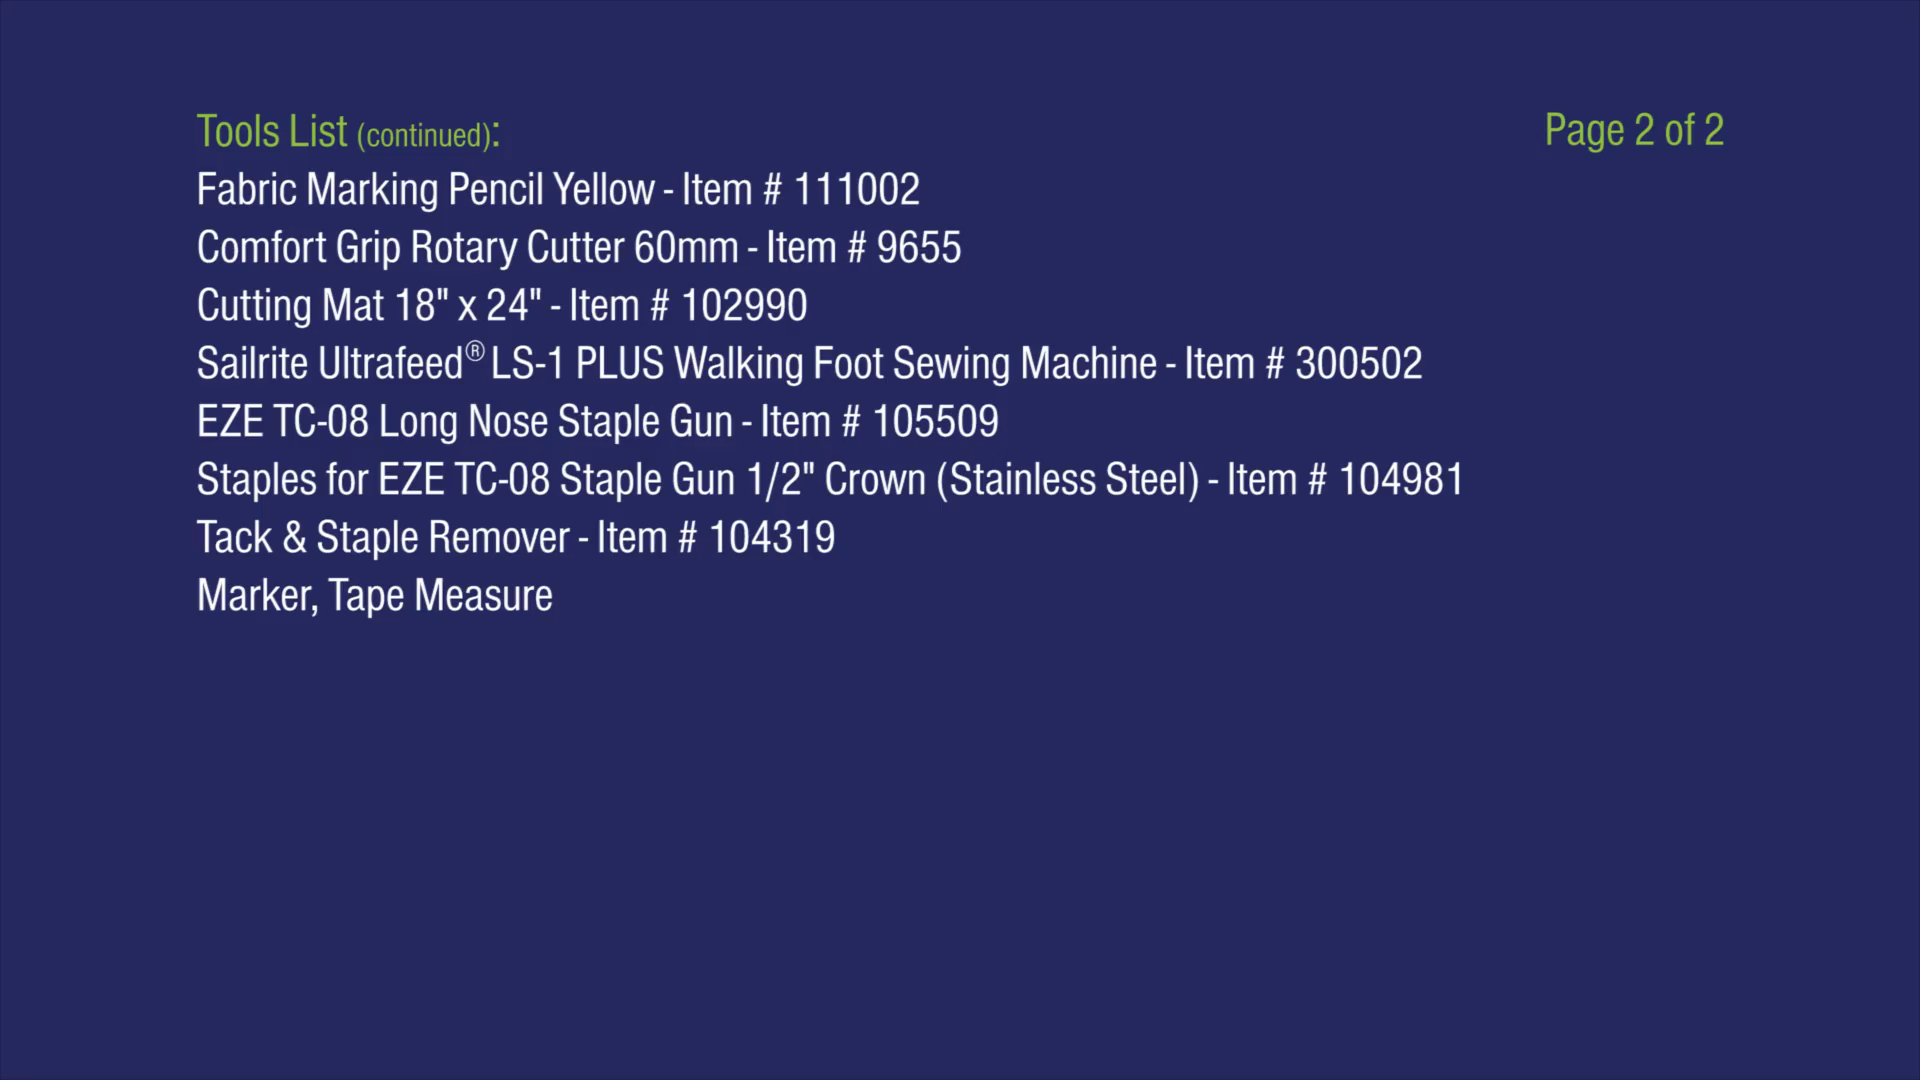 Tools List (continued):
Page 2 of 2
Fabric Marking Pencil Yellow - Item # 111002
Comfort Grip Rotary Cutter 60mm - Item # 9655
Cutting Mat 18" x 24" - Item # 102990
Sailrite Ultrafeed® LS-1 PLUS Walking Foot Sewing Machine - Item # 300502
EZE TC-08 Long Nose Staple Gun - Item # 105509
Staples for EZE TC-08 Staple Gun 1/2" Crown (Stainless Steel) - Item # 104981
Tack & Staple Remover - Item # 104319
Marker, Tape Measure